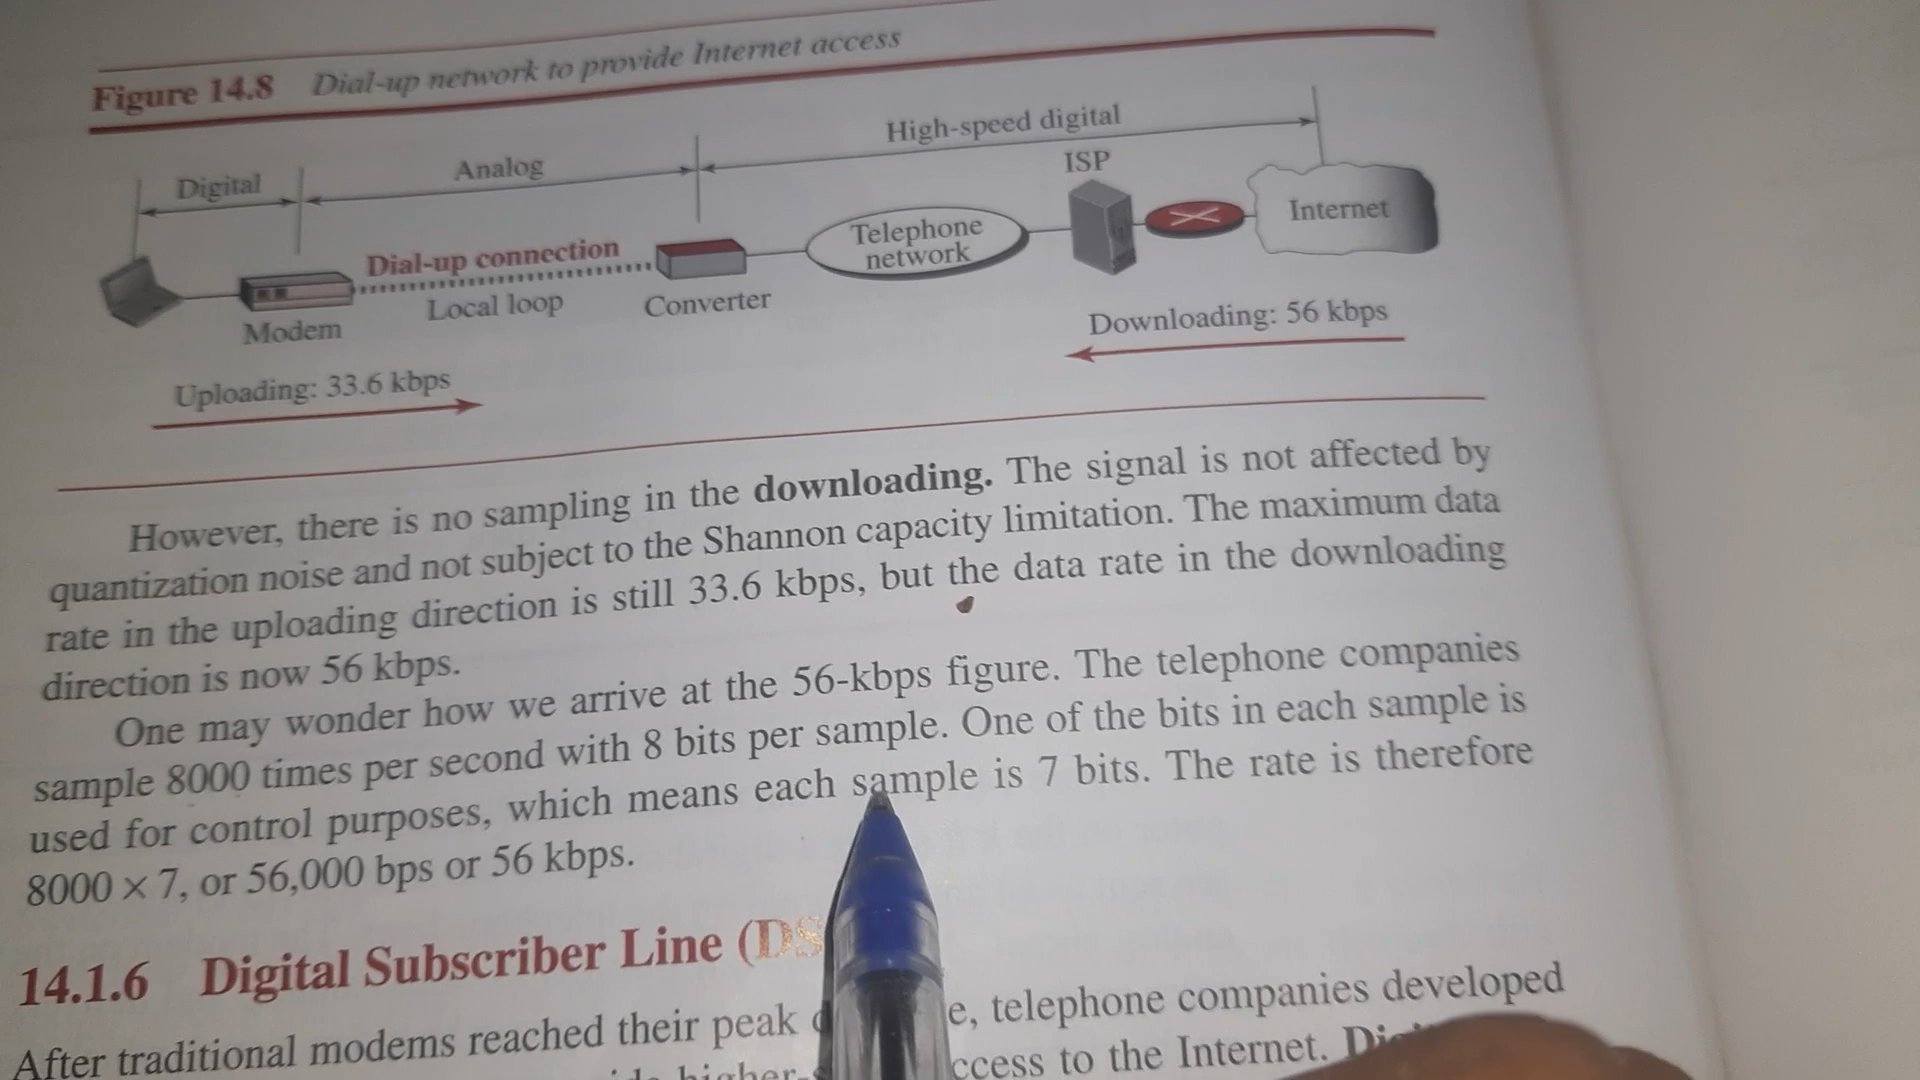 Figure 14.8 Dial-up network to provide Internet access
High-speed digital
Analog
Digital
ISP
Internet
Telephone
network
Dial-up connection
Local loop
Converter
Modem
Downloading: 56 kbps
Uploading: 33.6 kbps
However, there is no sampling in the downloading. The signal is not affected by
quantization noise and not subject to the Shannon capacity limitation. The maximum data
rate in the uploading direction is still 33.6 kbps, but the data rate in the downloading
direction is now 56 kbps.
One may wonder how we arrive at the 56-kbps figure. The telephone companies
sample 8000 times per second with 8 bits per sample. One of the bits in each sample is
used for control purposes, which means each sample is 7 bits. The rate is therefore
8000 × 7, or 56,000 bps or 56 kbps.
14.1.6 Digital Subscriber Line (DS
After traditional modems reached their peak e, telephone companies developed
higher-s ccess to the Internet.